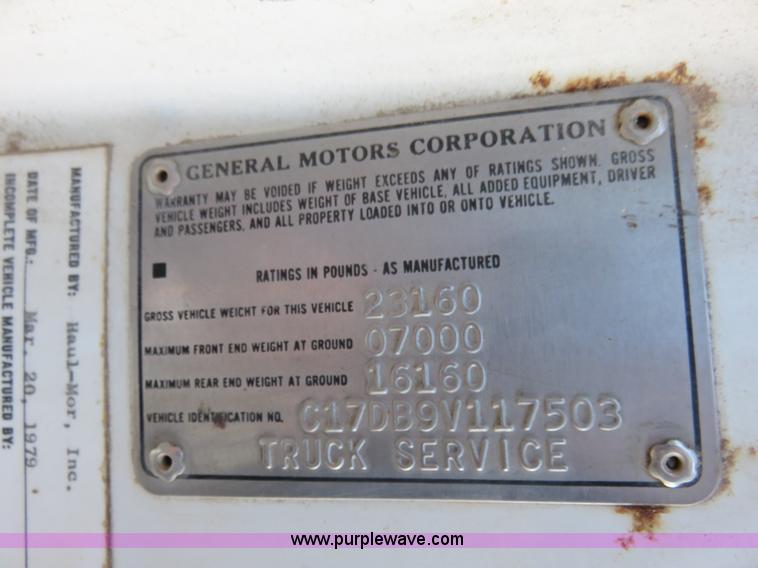 GENERAL MOTORS CORPORATION
WARRANTY MAY BE VOIDED IF WEIGHT EXCEEDS ANY OF RATINGS SHOWN. GROSS
VEHICLE WEIGHT INCLUDES WEIGHT OF BASE VEHICLE, ALL ADDED EQUIPMENT, DRIVER
AND PASSENGERS, AND ALL PROPERTY LOADED INTO OR ONTO VEHICLE.
RATINGS IN POUNDS - AS MANUFACTURED
GROSS VEHICLE WEIGHT FOR THIS VEHICLE 23160
MAXIMUM FRONT END WEIGHT AT GROUND 07000
MAXIMUM REAR END WEIGHT AT GROUND 16160
VEHICLE IDENTIFICATION NO. C17DB9V117503
TRUCK SERVICE
MANUFACTURED BY: Haul-Mor, Inc.
DATE OF MFG.: Mar. 20, 1979
INCOMPLETE VEHICLE MANUFACTURED BY:
www.purplewave.com